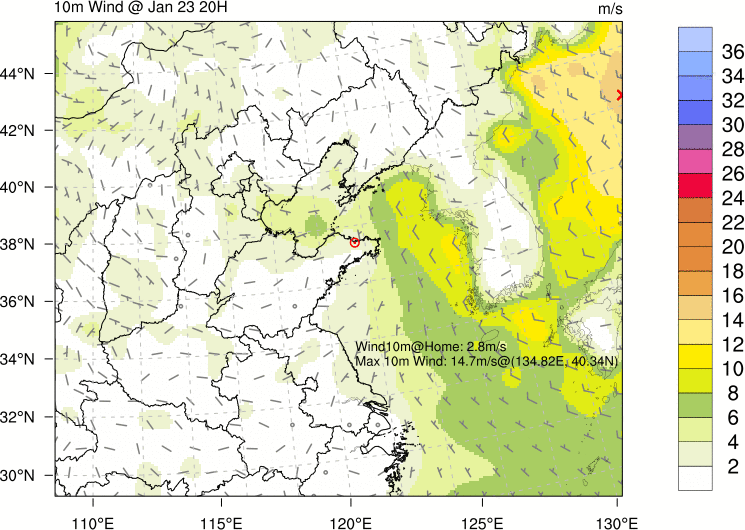 10m Wind @ Jan 23 20H
m/s
44°N
42°N
40°N
38°N
36°N
34°N
32°N
30°N
Wind10m@Home: 2.8m/s
Max 10m Wind: 14.7m/s@(134.82E, 40.34N)
110°E
115°E
120°E
125°E
130°E
36
34
32
30
28
26
24
22
20
18
16
14
12
10
8
6
4
2